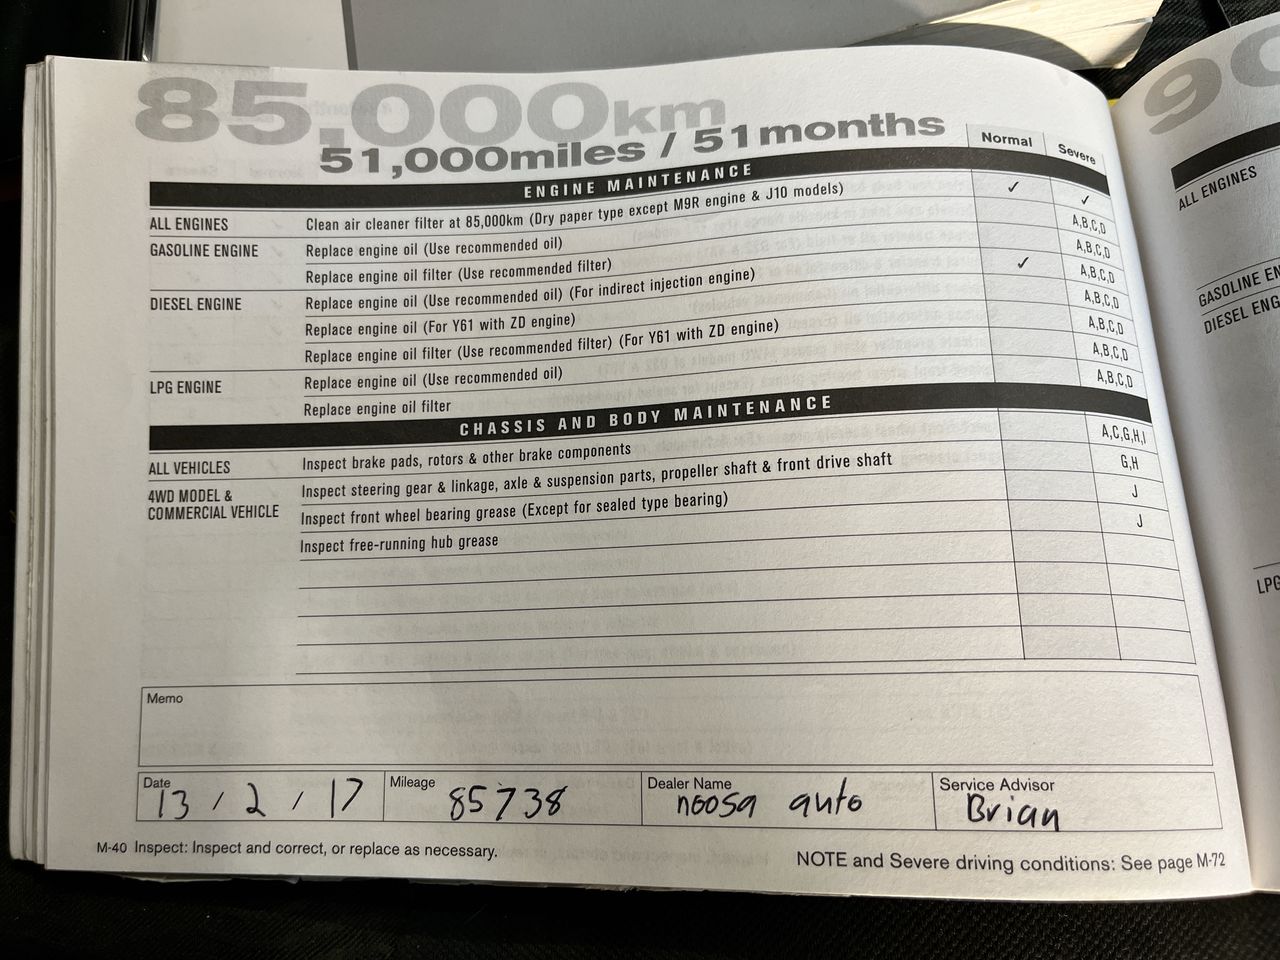 85,000km
51,000miles / 51months
Normal Severe
ENGINE MAINTENANCE
ALL ENGINES Clean air cleaner filter at 85,000km (Dry paper type except M9R engine & J10 models) ✓ ✓
GASOLINE ENGINE Replace engine oil (Use recommended oil) A,B,C,D
Replace engine oil filter (Use recommended filter) A,B,C,D
DIESEL ENGINE Replace engine oil (Use recommended oil) (For indirect injection engine) ✓ A,B,C,D
Replace engine oil (For Y61 with ZD engine) A,B,C,D
Replace engine oil filter (Use recommended filter) (For Y61 with ZD engine) A,B,C,D
LPG ENGINE Replace engine oil (Use recommended oil) A,B,C,D
Replace engine oil filter A,B,C,D
CHASSIS AND BODY MAINTENANCE
ALL VEHICLES Inspect brake pads, rotors & other brake components A,C,G,H,I
Inspect steering gear & linkage, axle & suspension parts, propeller shaft & front drive shaft G,H
4WD MODEL &
COMMERCIAL VEHICLE Inspect front wheel bearing grease (Except for sealed type bearing) J
Inspect free-running hub grease J
Memo
Date 13 / 2 / 17 Mileage 85738 Dealer Name noosa auto Service Advisor Brian
M-40 Inspect: Inspect and correct, or replace as necessary. NOTE and Severe driving conditions: See page M-72
ALL ENGINES